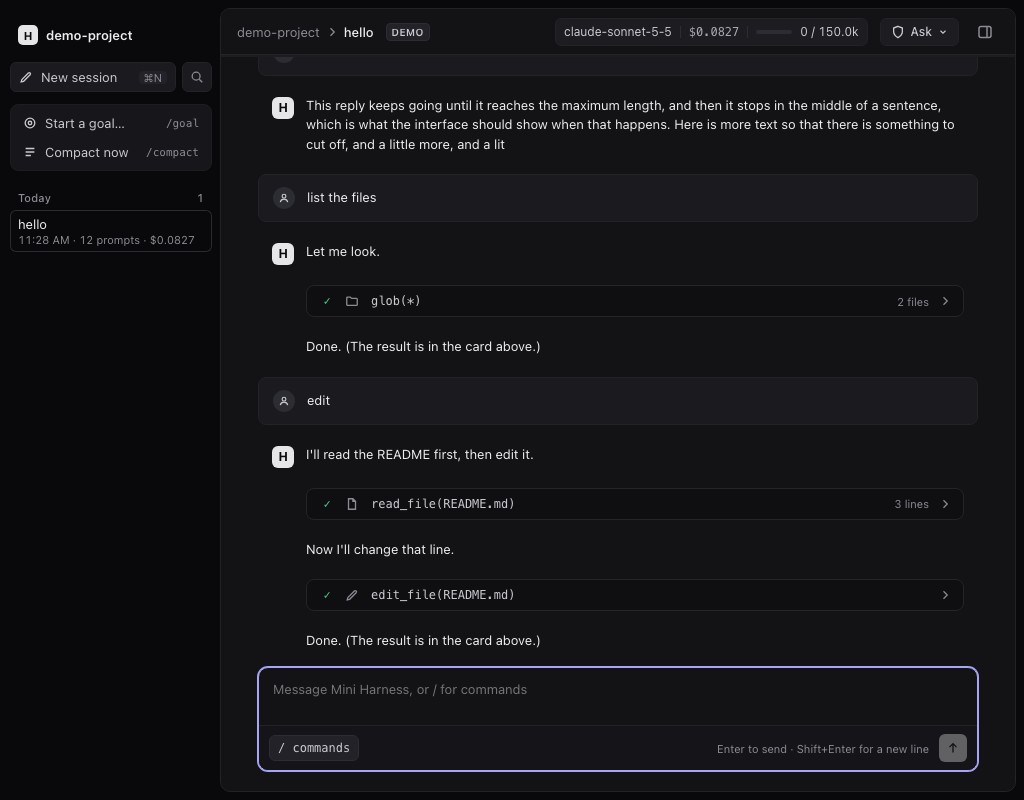 H demo-project
New session ⌘N
Start a goal... /goal
Compact now /compact
Today 1
hello
11:28 AM · 12 prompts · $0.0827
demo-project > hello DEMO
claude-sonnet-5-5 $0.0827 0 / 150.0k
Ask
H This reply keeps going until it reaches the maximum length, and then it stops in the middle of a sentence,
which is what the interface should show when that happens. Here is more text so that there is something to
cut off, and a little more, and a lit
list the files
H Let me look.
✓ glob(*) 2 files
Done. (The result is in the card above.)
edit
H I'll read the README first, then edit it.
✓ read_file(README.md) 3 lines
Now I'll change that line.
✓ edit_file(README.md)
Done. (The result is in the card above.)
Message Mini Harness, or / for commands
/ commands
Enter to send · Shift+Enter for a new line